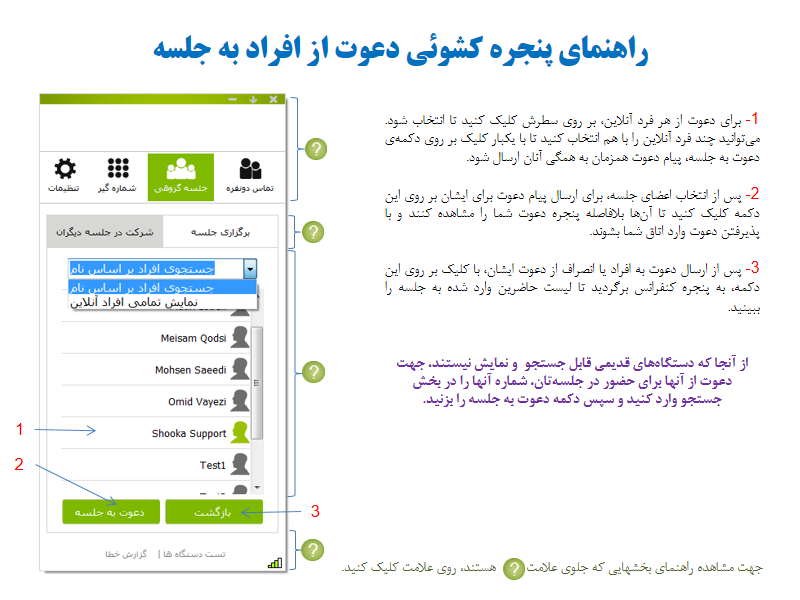 راهنمای پنجره کشوئی دعوت از افراد به جلسه
1- برای دعوت از هر فرد آنلاین، بر روی سطرش کلیک کنید تا انتخاب شود.
می‌توانید چند فرد آنلاین را با هم انتخاب کنید تا با یکبار کلیک بر روی دکمه‌ی
دعوت به جلسه، پیام دعوت همزمان به همگی آنان ارسال شود.
2- پس از انتخاب اعضای جلسه، برای ارسال پیام دعوت برای ایشان بر روی این
دکمه کلیک کنید تا آن‌ها بلافاصله پنجره دعوت شما را مشاهده کنند و با
پذیرفتن دعوت وارد اتاق شما بشوند.
3- پس از ارسال دعوت به افراد یا انصراف از دعوت ایشان، با کلیک بر روی این
دکمه، به پنجره کنفرانس برگردید تا لیست حاضرین وارد شده به جلسه را
ببینید.
از آنجا که دستگاه‌های قدیمی قابل جستجو و نمایش نیستند، جهت
دعوت از آنها برای حضور در جلسه‌تان، شماره آنها را در بخش
جستجو وارد کنید و سپس دکمه دعوت به جلسه را بزنید.
تماس دونفره
جلسه گروهی
شماره گیر
تنظیمات
برگزاری جلسه
شرکت در جلسه دیگران
جستجوی افراد بر اساس نام
جستجوی افراد بر اساس نام
نمایش تمامی افراد آنلاین
Meisam Qodsi
Mohsen Saeedi
Omid Vayezi
Shooka Support
Test1
1
2
3
بازگشت
دعوت به جلسه
تست دستگاه ها | گزارش خطا
?
?
?
?
جهت مشاهده راهنمای بخشهایی که جلوی علامت ? هستند، روی علامت کلیک کنید.